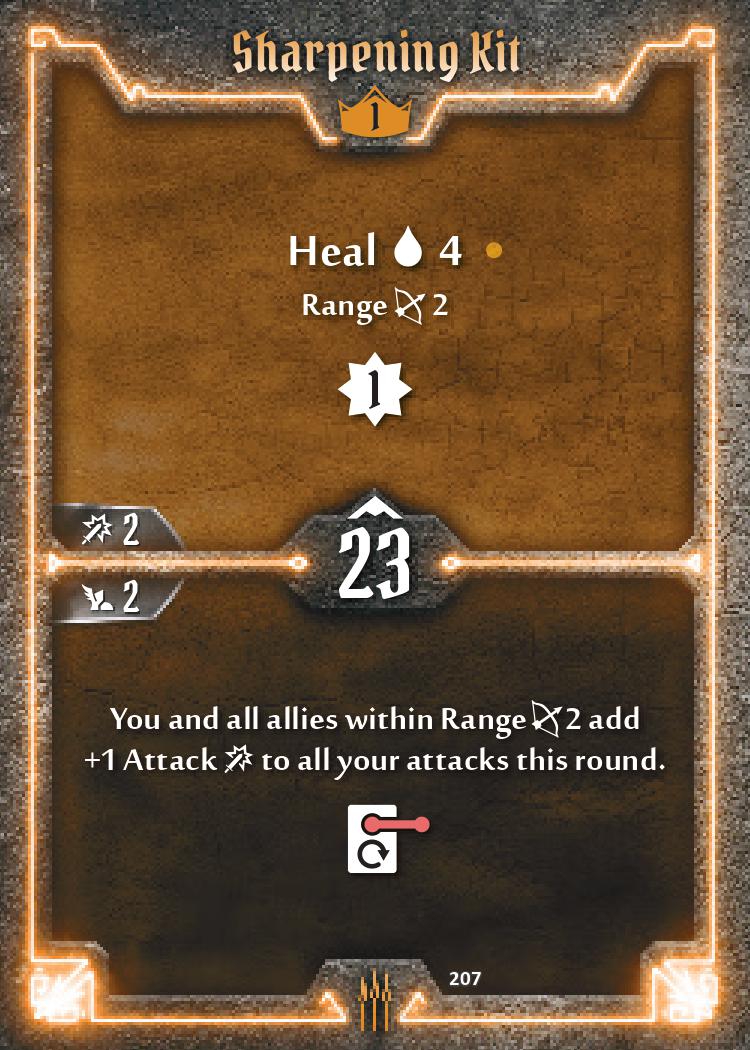 Sharpening Kit
1
Heal 4
Range 2
1
2
23
2
You and all allies within Range 2 add
+1 Attack to all your attacks this round.
207